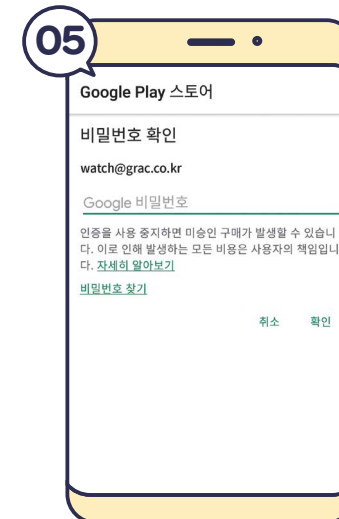 05
Google Play 스토어
비밀번호 확인
watch@grac.co.kr
Google 비밀번호
인증을 사용 중지하면 미승인 구매가 발생할 수 있습니
다. 이로 인해 발생하는 모든 비용은 사용자의 책임입니
다. 자세히 알아보기
비밀번호 찾기
취소 확인